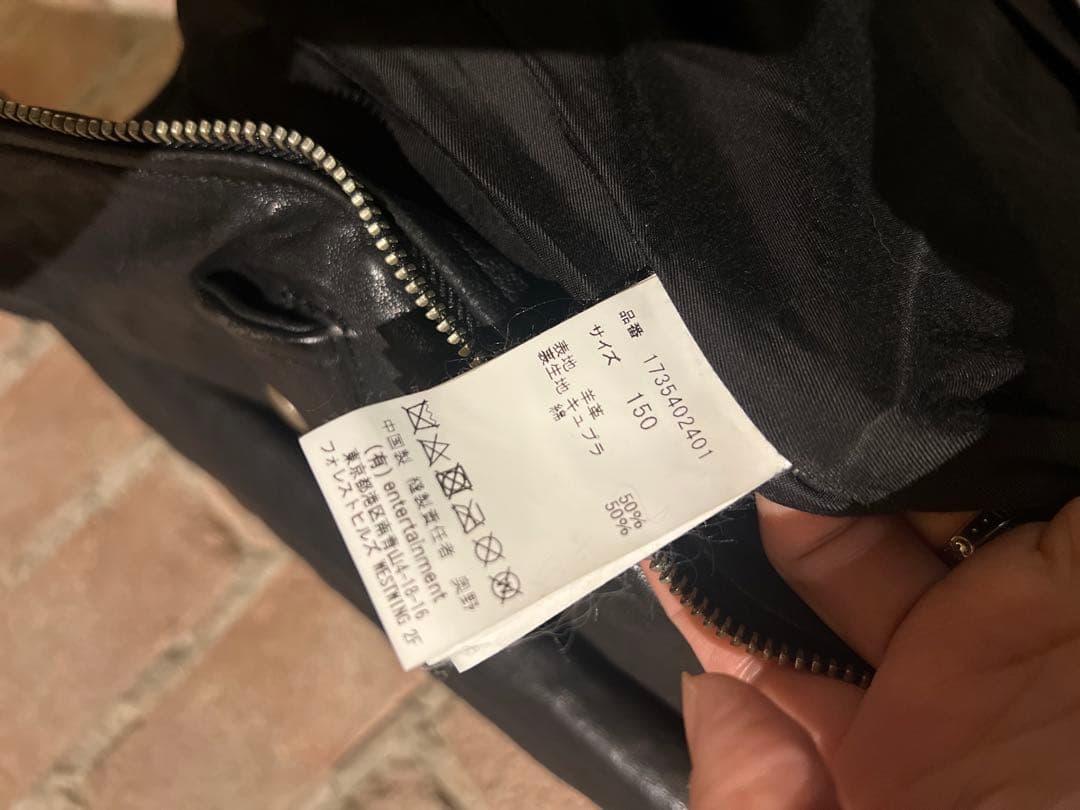 品番 1735402401
サイズ 150
表地 羊革
裏生地 キュプラ 50%
綿 50%
中国製 縫製責任者 奥野
(有) entertainment
東京都港区南青山4-18-16
フォレストヒルズ WESTWING 2F